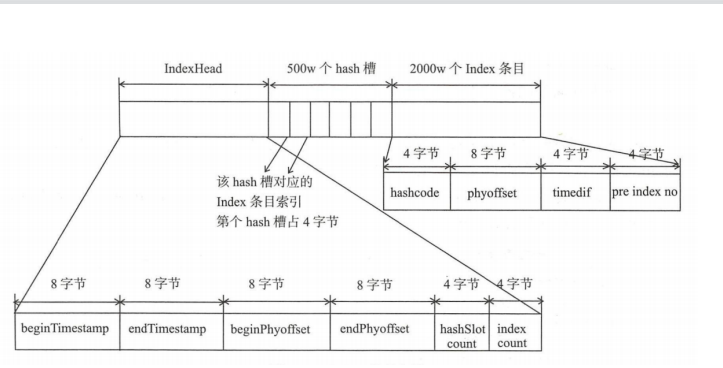 IndexHead 500w 个 hash 槽 2000w 个 Index 条目
4字节 8字节 4字节 4字节
hashcode phyoffset timedif pre index no
该 hash 槽对应的
Index 条目索引
第个 hash 槽占 4 字节
8字节 8字节 8字节 8字节 4字节 4字节
beginTimestamp endTimestamp beginPhyoffset endPhyoffset hashSlot count index count